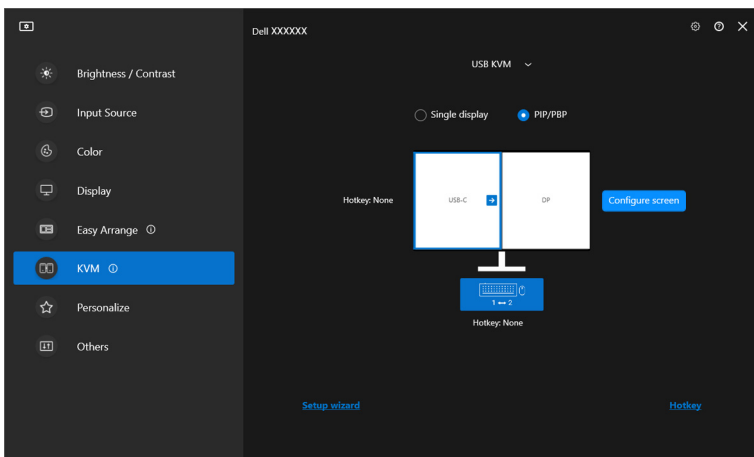 Dell XXXXXX
Brightness / Contrast
Input Source
Color
Display
Easy Arrange
KVM
Personalize
Others
USB KVM
Single display
PIP/PBP
Hotkey: None
USB-C
DP
Configure screen
1 ↔ 2
Hotkey: None
Setup wizard
Hotkey